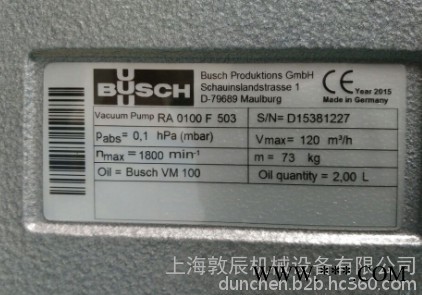 BUSCH
Busch Produktions GmbH
Schauinslandstrasse 1
D-79689 Maulburg
CE Year 2015
Made in Germany
Vacuum Pump RA 0100 F 503
S/N= D15381227
pabs= 0,1 hPa (mbar)
Vmax= 120 m³/h
nmax= 1800 min-1
m = 73 kg
Oil = Busch VM 100
Oil quantity = 2,00 L
上海敦辰机械设备有限公司
dunchen.b2b.hc360.com
www.***.COM